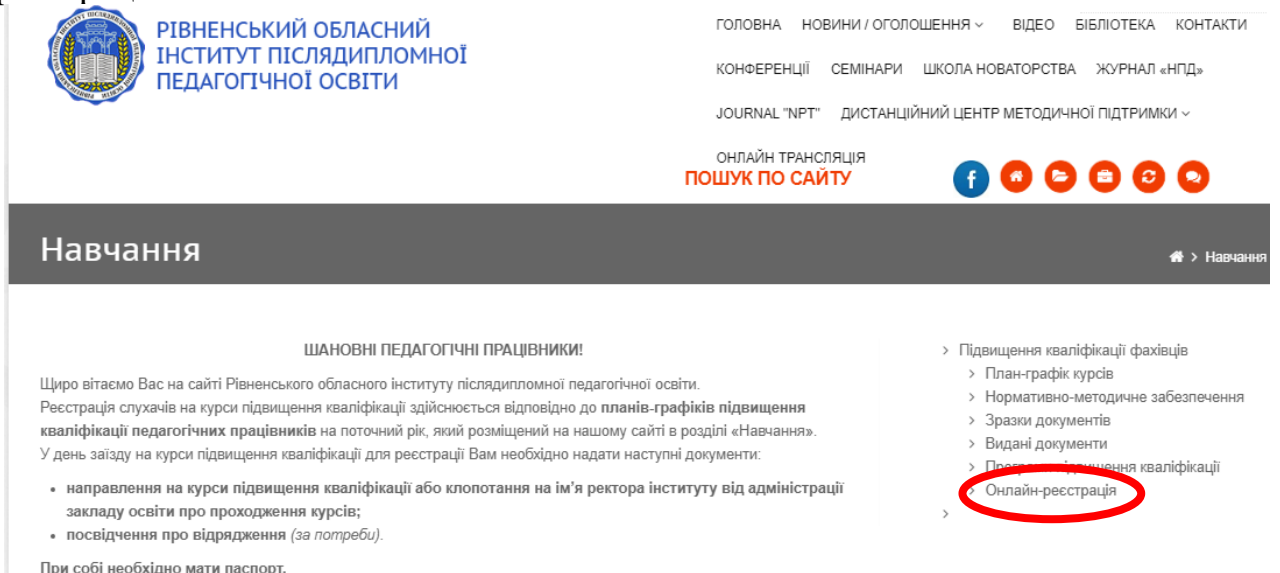 РІВНЕНСЬКИЙ ОБЛАСНИЙ
ІНСТИТУТ ПІСЛЯДИПЛОМНОЇ
ПЕДАГОГІЧНОЇ ОСВІТИ
ГОЛОВНА НОВИНИ / ОГОЛОШЕННЯ ВІДЕО БІБЛІОТЕКА КОНТАКТИ
КОНФЕРЕНЦІЇ СЕМІНАРИ ШКОЛА НОВАТОРСТВА ЖУРНАЛ «НПД»
JOURNAL "NPT" ДИСТАНЦІЙНИЙ ЦЕНТР МЕТОДИЧНОЇ ПІДТРИМКИ
ОНЛАЙН ТРАНСЛЯЦІЯ
ПОШУК ПО САЙТУ
Навчання
> Навчання
ШАНОВНІ ПЕДАГОГІЧНІ ПРАЦІВНИКИ!
Щиро вітаємо Вас на сайті Рівненського обласного інституту післядипломної педагогічної освіти.
Реєстрація слухачів на курси підвищення кваліфікації здійснюється відповідно до планів-графіків підвищення
кваліфікації педагогічних працівників на поточний рік, який розміщений на нашому сайті в розділі «Навчання».
У день заїзду на курси підвищення кваліфікації для реєстрації Вам необхідно надати наступні документи:
• направлення на курси підвищення кваліфікації або клопотання на ім'я ректора інституту від адміністрації
закладу освіти про проходження курсів;
• посвідчення про відрядження (за потреби).
При собі необхідно мати паспорт.
> Підвищення кваліфікації фахівців
> План-графік курсів
> Нормативно-методичне забезпечення
> Зразки документів
> Видані документи
> Програми підвищення кваліфікації
> Онлайн-реєстрація
>